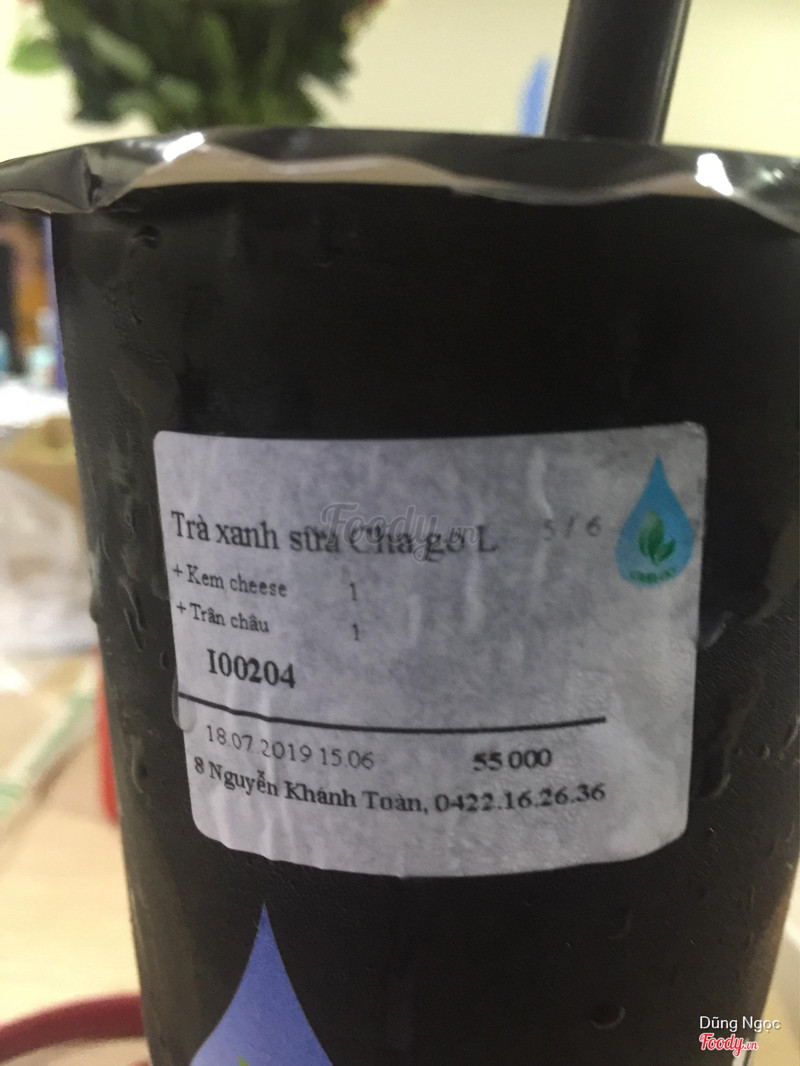 Trà xanh sữa Cha go L 5 / 6
+ Kem cheese 1
+ Trân châu 1
I00204
18.07.2019 15.06 55 000
8 Nguyễn Khánh Toàn, 0422.16.26.36
Foody.vn
Dũng Ngọc
Foody.vn